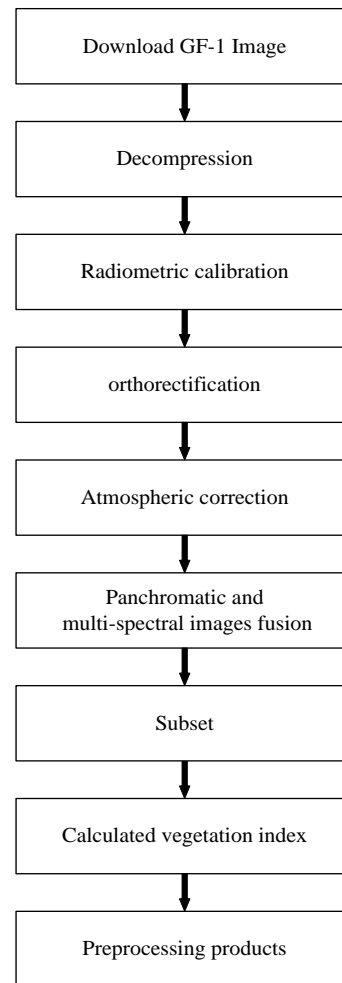 Download GF-1 Image
Decompression
Radiometric calibration
orthorectification
Atmospheric correction
Panchromatic and
multi-spectral images fusion
Subset
Calculated vegetation index
Preprocessing products